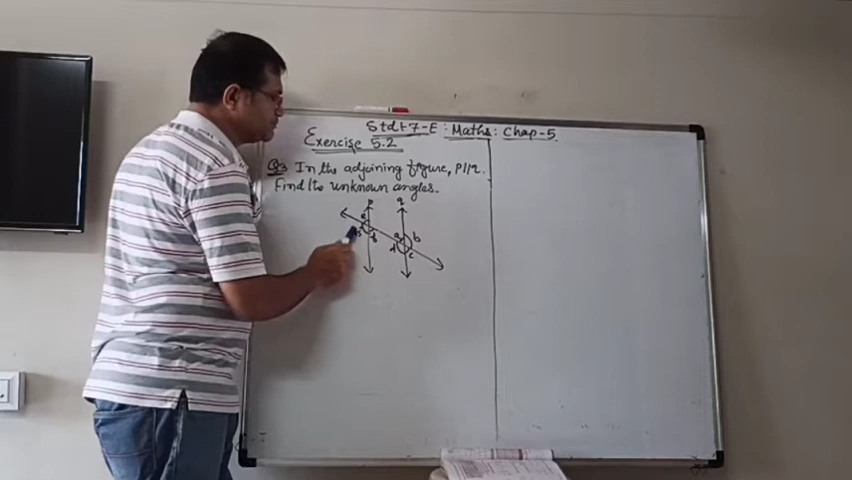 Std:7-E : Maths: Chap-5
Exercise 5.2
Q3 In the adjoining figure, p||q.
Find the unknown angles.
p q
e
f
a b
d c